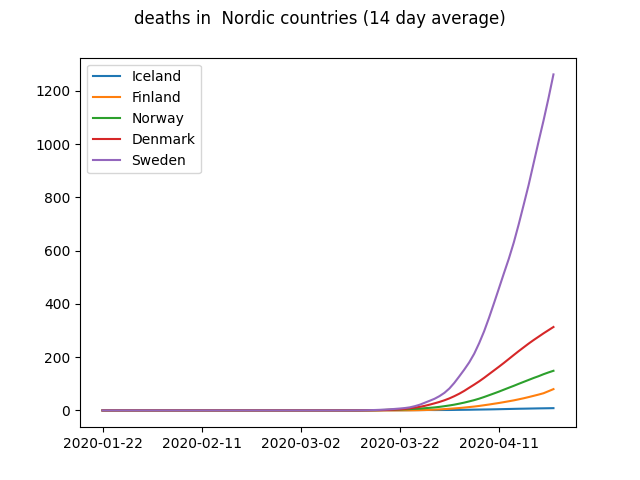 deaths in  Nordic countries (14 day average)
Iceland
Finland
Norway
Denmark
Sweden
1200
1000
800
600
400
200
0
2020-01-22 2020-02-11 2020-03-02 2020-03-22 2020-04-11